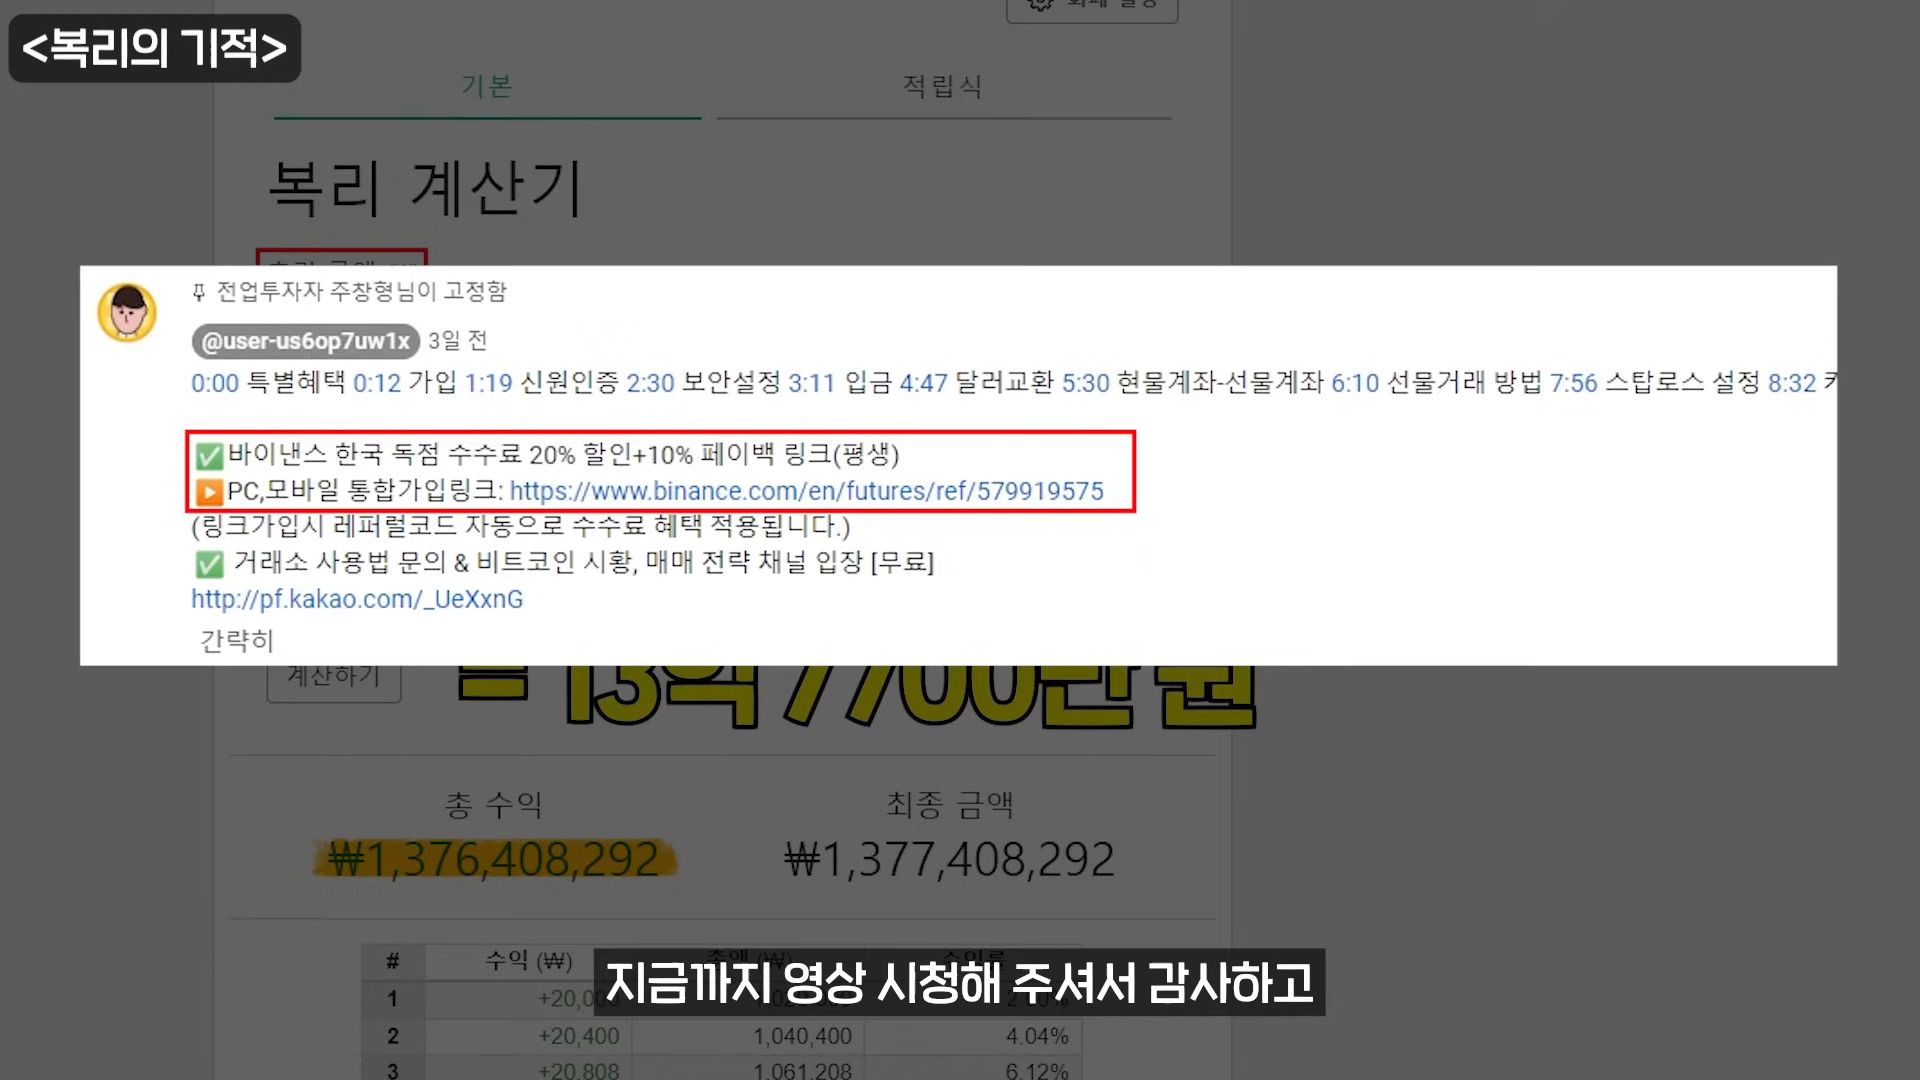 <복리의 기적>
기본
적립식
복리 계산기
전업투자자 주창형님이 고정함
@user-us6op7uw1x 3일 전
0:00 특별혜택 0:12 가입 1:19 신원인증 2:30 보안설정 3:11 입금 4:47 달러교환 5:30 현물계좌-선물계좌 6:10 선물거래 방법 7:56 스탑로스 설정 8:32
✅바이낸스 한국 독점 수수료 20% 할인+10% 페이백 링크(평생)
▶PC,모바일 통합가입링크: https://www.binance.com/en/futures/ref/579919575
(링크가입시 레퍼럴코드 자동으로 수수료 혜택 적용됩니다.)
✅ 거래소 사용법 문의 & 비트코인 시황, 매매 전략 채널 입장 [무료]
http://pf.kakao.com/_UeXxnG
간략히
계산하기
= 13억 7700만 원
총 수익
최종 금액
₩1,376,408,292
₩1,377,408,292
# 수익 (₩)
지금까지 영상 시청해 주셔서 감사하고
1
2 +20,400 1,040,400 4.04%
3 +20,808 1,061,208 6.12%